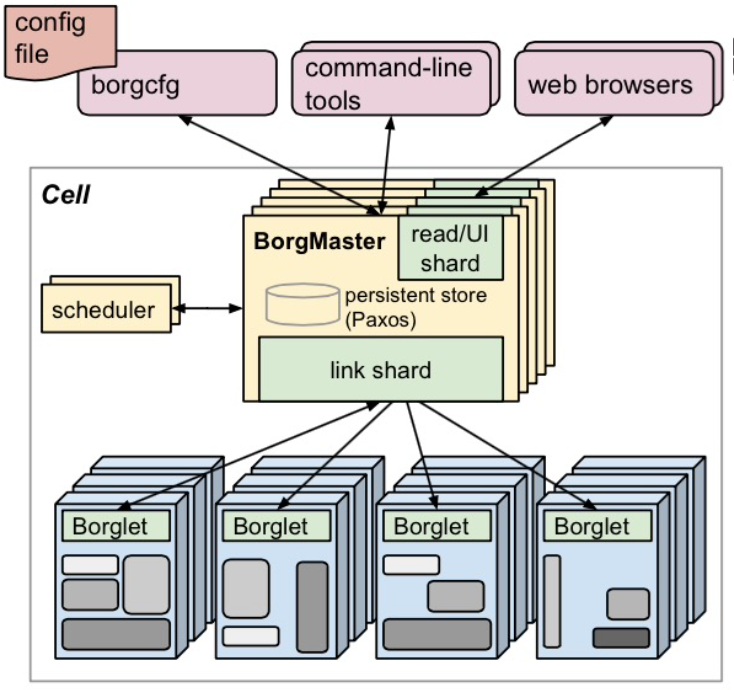 config
file
borgcfg
command-line
tools
web browsers
Cell
BorgMaster
read/UI
shard
persistent store
(Paxos)
scheduler
link shard
Borglet
Borglet
Borglet
Borglet